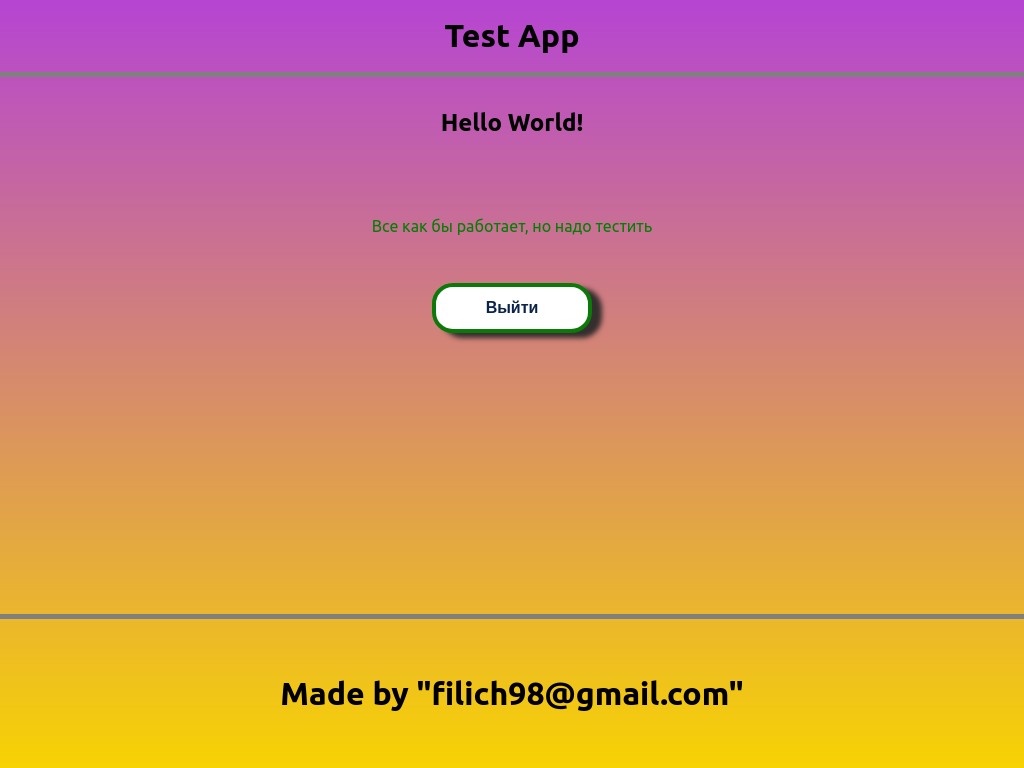 Test App
Hello World!
Все как бы работает, но надо тестить
Выйти
Made by "filich98@gmail.com"